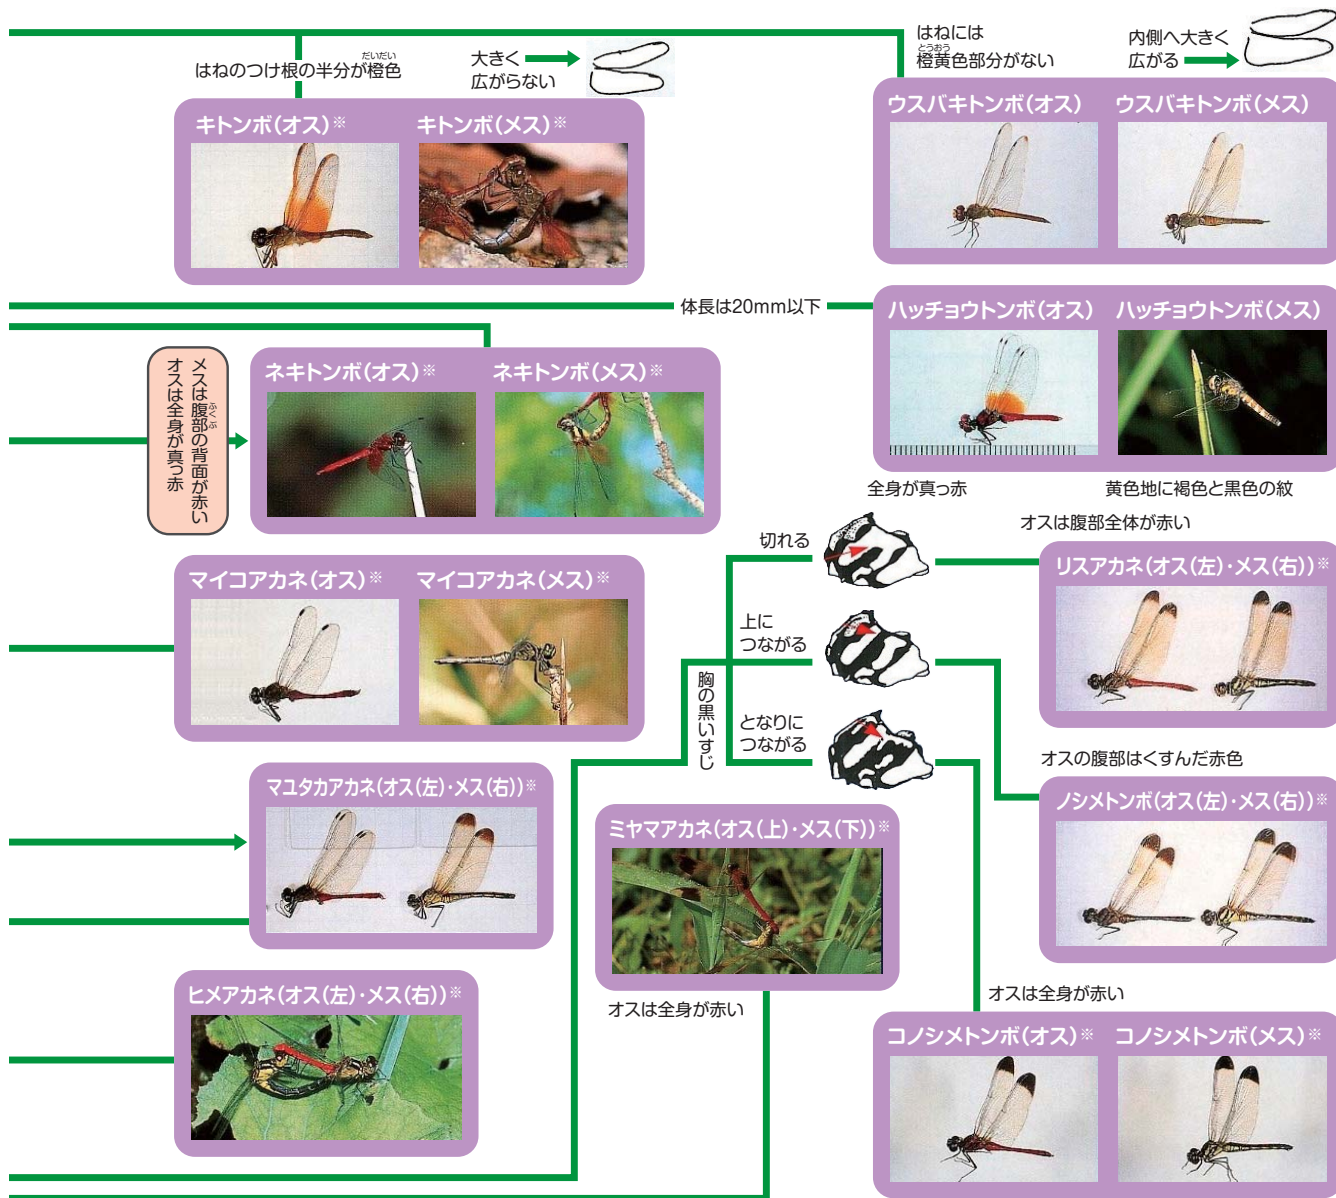 はねのつけ根の半分が橙色
だいだい
大きく
広がらない
はねには
橙黄色部分がない
とうおう
内側へ大きく
広がる
キトンボ(オス)※
キトンボ(メス)※
ウスバキトンボ(オス)
ウスバキトンボ(メス)
体長は20mm以下
ハッチョウトンボ(オス)
ハッチョウトンボ(メス)
全身が真っ赤
黄色地に褐色と黒色の紋
メスは腹部の背面が赤い
ふくぶ
オスは全身が真っ赤
ネキトンボ(オス)※
ネキトンボ(メス)※
マイコアカネ(オス)※
マイコアカネ(メス)※
胸の黒いすじ
切れる
上に
つながる
となりに
つながる
オスは腹部全体が赤い
リスアカネ(オス(左)・メス(右))※
オスの腹部はくすんだ赤色
ノシメトンボ(オス(左)・メス(右))※
マユタカアカネ(オス(左)・メス(右))※
ミヤマアカネ(オス(上)・メス(下))※
オスは全身が赤い
ヒメアカネ(オス(左)・メス(右))※
オスは全身が赤い
コノシメトンボ(オス)※
コノシメトンボ(メス)※